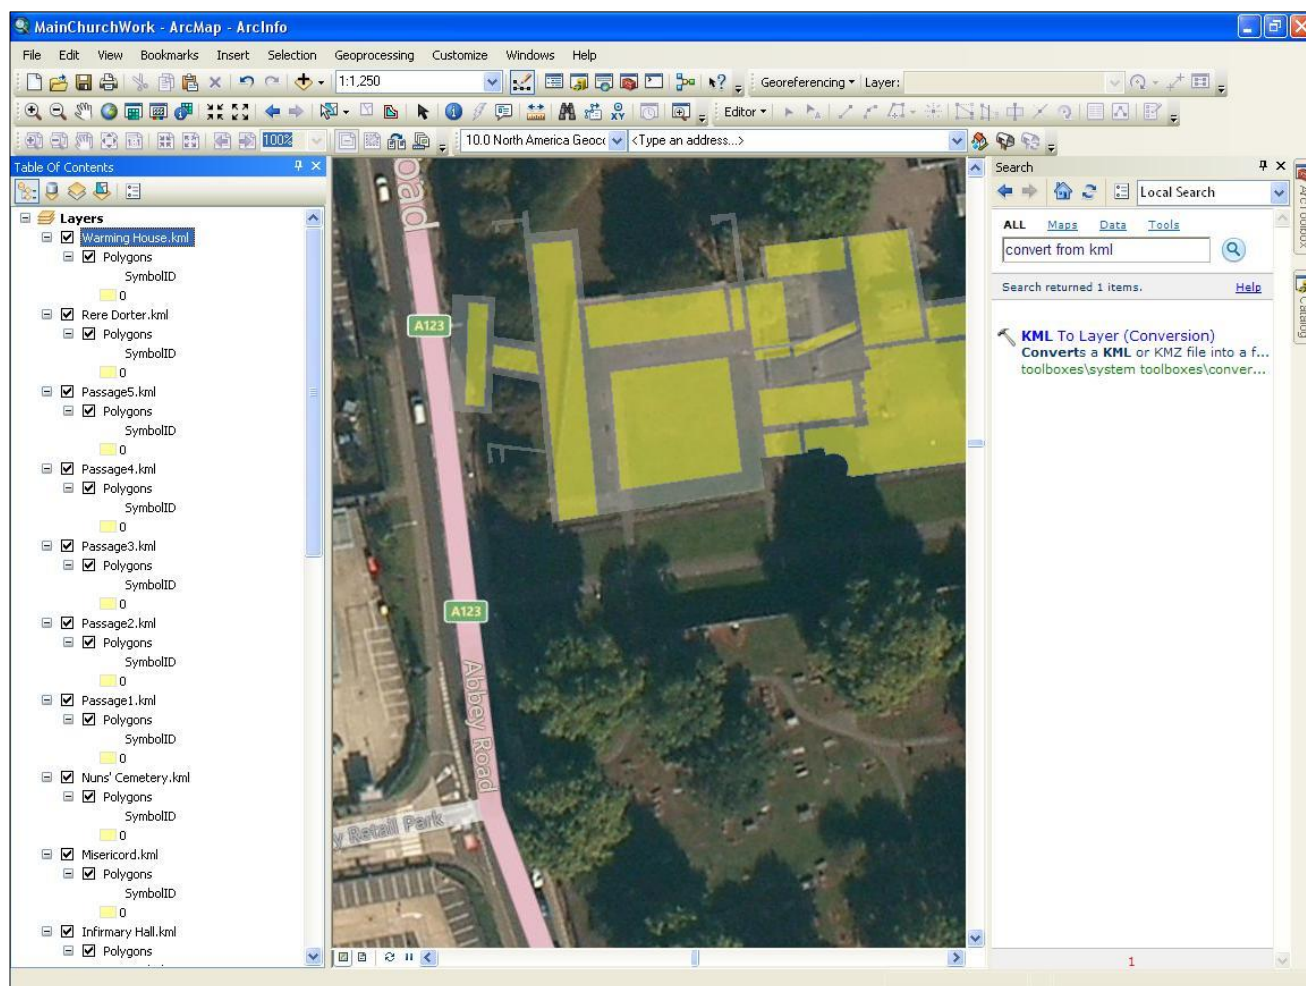 MainChurchWork - ArcMap - ArcInfo
File Edit View Bookmarks Insert Selection Geoprocessing Customize Windows Help
1:1,250
Georeferencing Layer:
Editor
100%
10.0 North America Geoc <Type an address...>
Table Of Contents
Layers
Warming House.kml
Polygons
SymbolID
0
Rere Dorter.kml
Polygons
SymbolID
0
Passage5.kml
Polygons
SymbolID
0
Passage4.kml
Polygons
SymbolID
0
Passage3.kml
Polygons
SymbolID
0
Passage2.kml
Polygons
SymbolID
0
Passage1.kml
Polygons
SymbolID
0
Nuns' Cemetery.kml
Polygons
SymbolID
0
Misericord.kml
Polygons
SymbolID
0
Infirmary Hall.kml
Polygons
oad
A123
A123
Abbey Road
y Retail Park
Search
Local Search
ALL Maps Data Tools
convert from kml
Search returned 1 items. Help
KML To Layer (Conversion)
Converts a KML or KMZ file into a f...
toolboxes\system toolboxes\conver...
1
ArcToolbox
Catalog